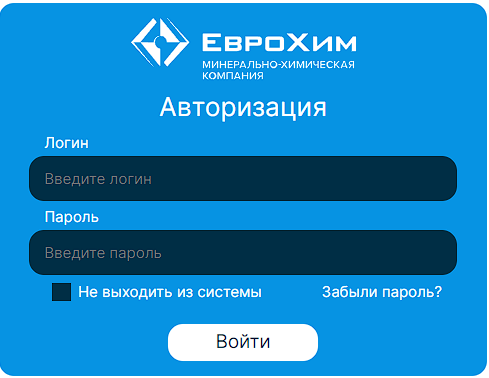 ЕвроХим
МИНЕРАЛЬНО-ХИМИЧЕСКАЯ
КОМПАНИЯ
Авторизация
Логин
Введите логин
Пароль
Введите пароль
Не выходить из системы Забыли пароль?
Войти